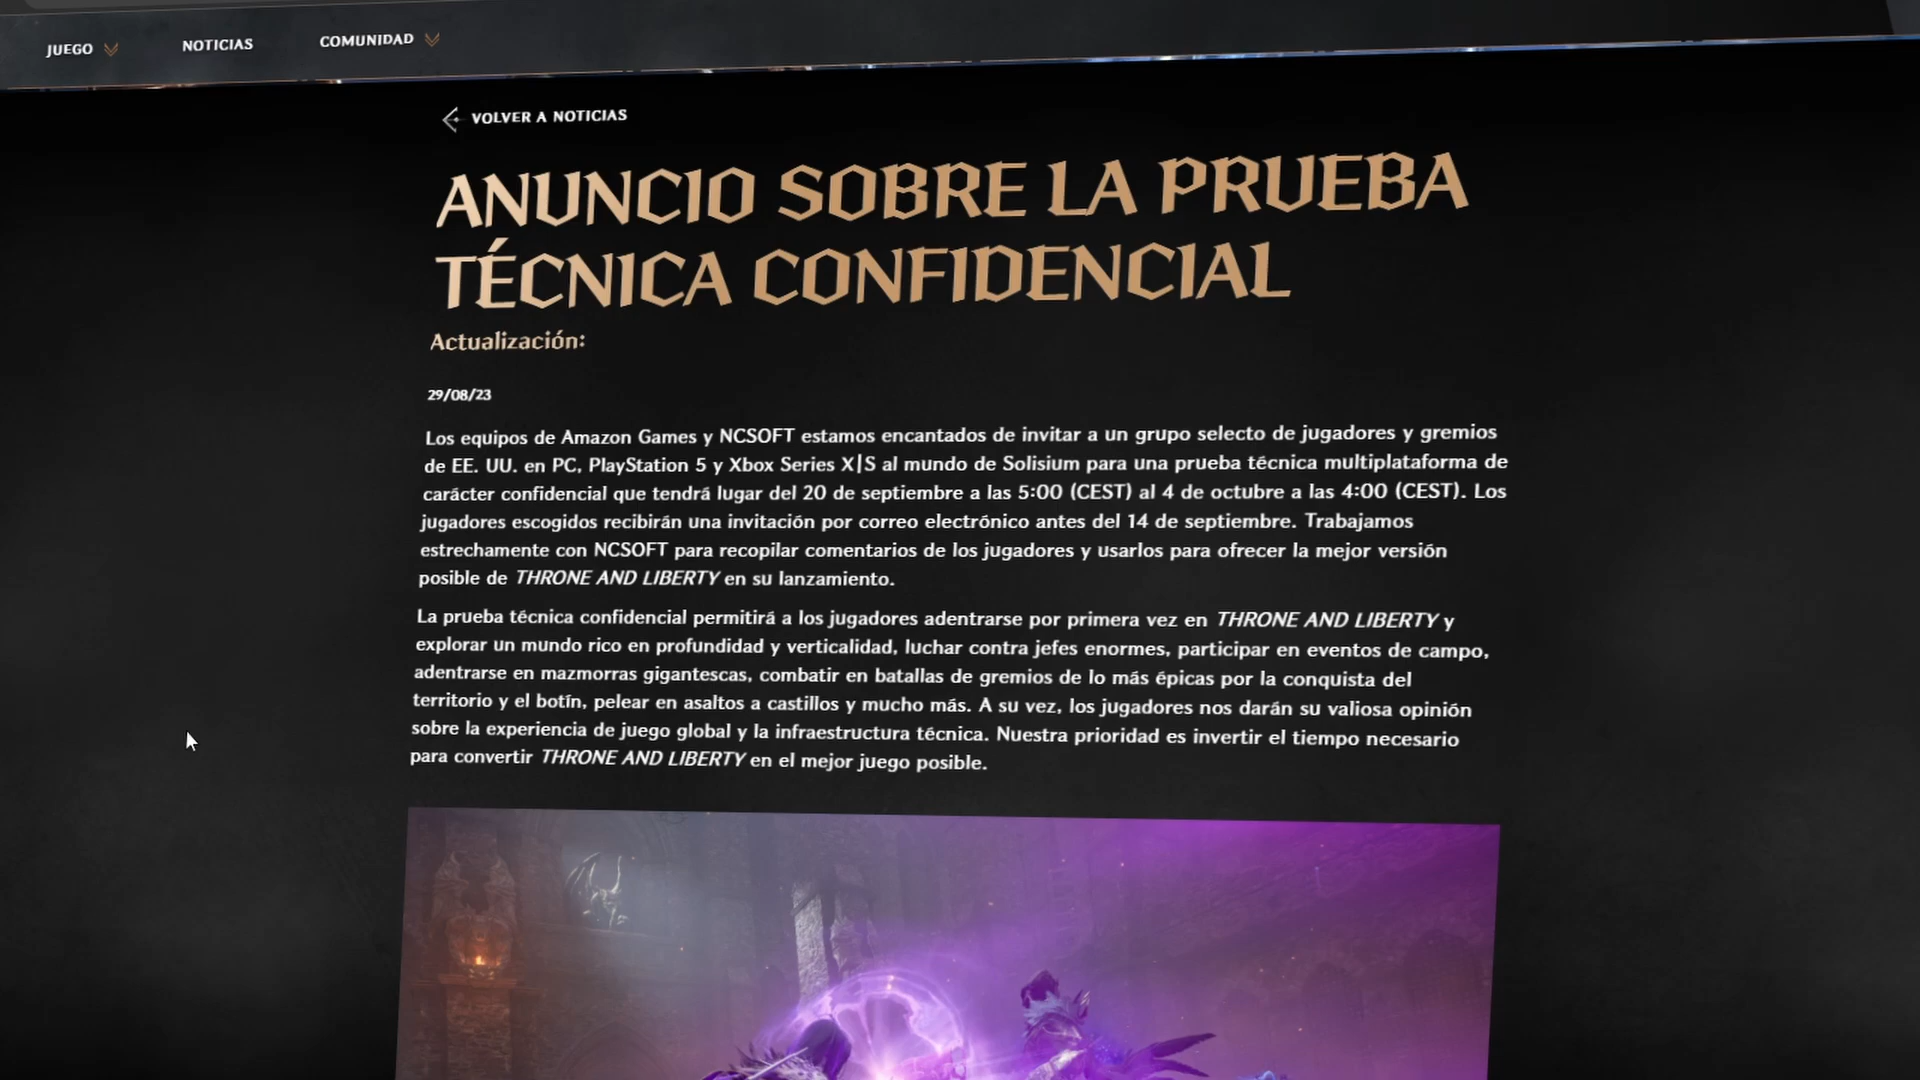 JUEGO
NOTICIAS
COMUNIDAD
VOLVER A NOTICIAS
ANUNCIO SOBRE LA PRUEBA
TÉCNICA CONFIDENCIAL
Actualización:
29/08/23
Los equipos de Amazon Games y NCSOFT estamos encantados de invitar a un grupo selecto de jugadores y gremios
de EE. UU. en PC, PlayStation 5 y Xbox Series X|S al mundo de Solisium para una prueba técnica multiplataforma de
carácter confidencial que tendrá lugar del 20 de septiembre a las 5:00 (CEST) al 4 de octubre a las 4:00 (CEST). Los
jugadores escogidos recibirán una invitación por correo electrónico antes del 14 de septiembre. Trabajamos
estrechamente con NCSOFT para recopilar comentarios de los jugadores y usarlos para ofrecer la mejor versión
posible de THRONE AND LIBERTY en su lanzamiento.
La prueba técnica confidencial permitirá a los jugadores adentrarse por primera vez en THRONE AND LIBERTY y
explorar un mundo rico en profundidad y verticalidad, luchar contra jefes enormes, participar en eventos de campo,
adentrarse en mazmorras gigantescas, combatir en batallas de gremios de lo más épicas por la conquista del
territorio y el botín, pelear en asaltos a castillos y mucho más. A su vez, los jugadores nos darán su valiosa opinión
sobre la experiencia de juego global y la infraestructura técnica. Nuestra prioridad es invertir el tiempo necesario
para convertir THRONE AND LIBERTY en el mejor juego posible.